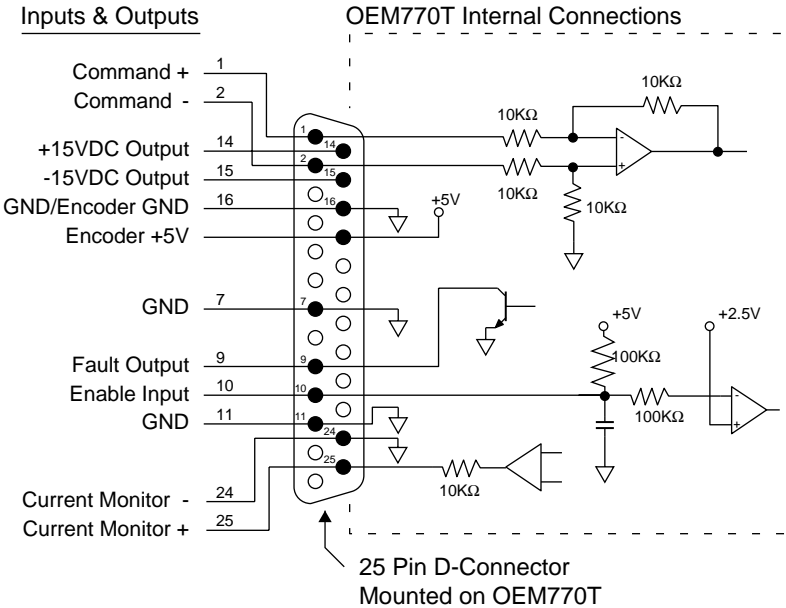 Inputs & Outputs
OEM770T Internal Connections
Command + 1
Command - 2
+15VDC Output 14
-15VDC Output 15
GND/Encoder GND 16
Encoder +5V
GND 7
Fault Output 9
Enable Input 10
GND 11
Current Monitor - 24
Current Monitor + 25
1
14
2
15
16
7
9
10
11
24
25
+5V
10KΩ
10KΩ
-
+
10KΩ
10KΩ
+5V
+2.5V
100KΩ
100KΩ
-
+
10KΩ
25 Pin D-Connector
Mounted on OEM770T